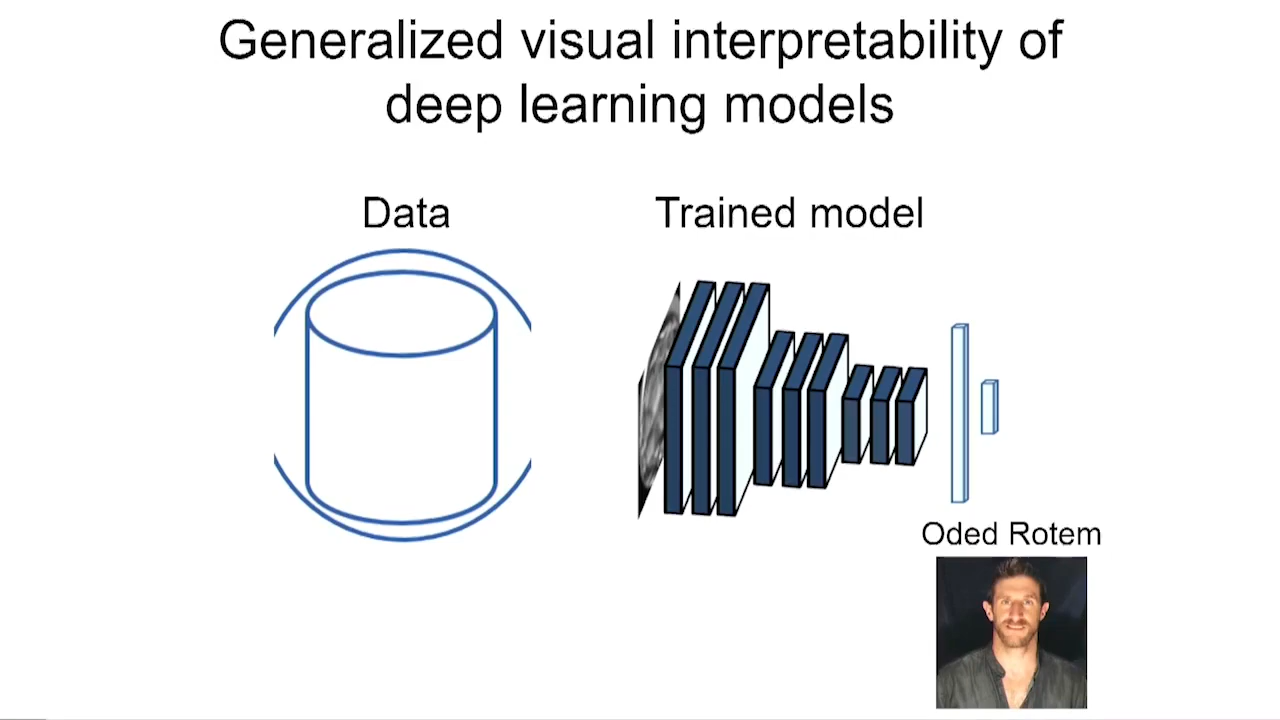 Generalized visual interpretability of
deep learning models
Data
Trained model
Oded Rotem